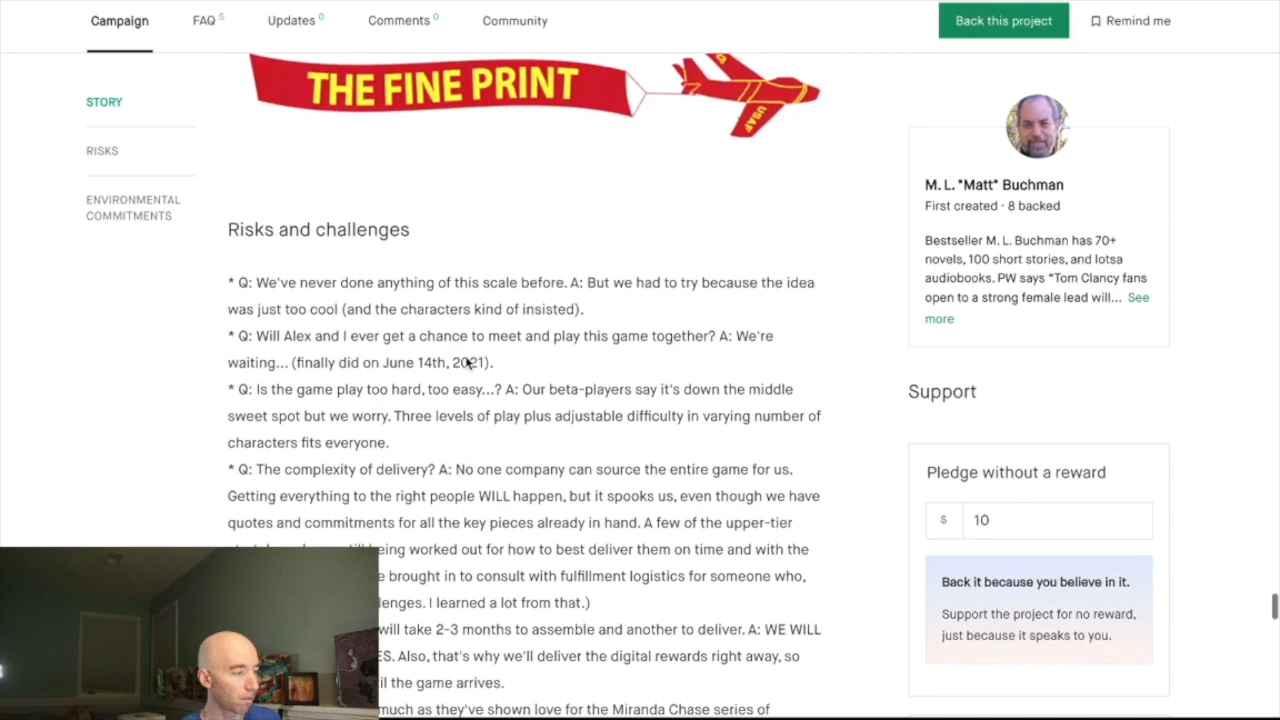 Campaign FAQ 5 Updates 0 Comments 0 Community Back this project Remind me
THE FINE PRINT
USAF
STORY
RISKS
ENVIRONMENTAL
COMMITMENTS
Risks and challenges
* Q: We've never done anything of this scale before. A: But we had to try because the idea
was just too cool (and the characters kind of insisted).
* Q: Will Alex and I ever get a chance to meet and play this game together? A: We're
waiting... (finally did on June 14th, 2021).
* Q: Is the game play too hard, too easy...? A: Our beta-players say it's down the middle
sweet spot but we worry. Three levels of play plus adjustable difficulty in varying number of
characters fits everyone.
* Q: The complexity of delivery? A: No one company can source the entire game for us.
Getting everything to the right people WILL happen, but it spooks us, even though we have
quotes and commitments for all the key pieces already in hand. A few of the upper-tier
being worked out for how to best deliver them on time and with the
brought in to consult with fulfillment logistics for someone who,
I learned a lot from that.)
will take 2-3 months to assemble and another to deliver. A: WE WILL
Also, that's why we'll deliver the digital rewards right away, so
the game arrives.
much as they've shown love for the Miranda Chase series of
M. L. "Matt" Buchman
First created · 8 backed
Bestseller M. L. Buchman has 70+
novels, 100 short stories, and lotsa
audiobooks. PW says "Tom Clancy fans
open to a strong female lead will... See
more
Support
Pledge without a reward
$ 10
Back it because you believe in it.
Support the project for no reward,
just because it speaks to you.